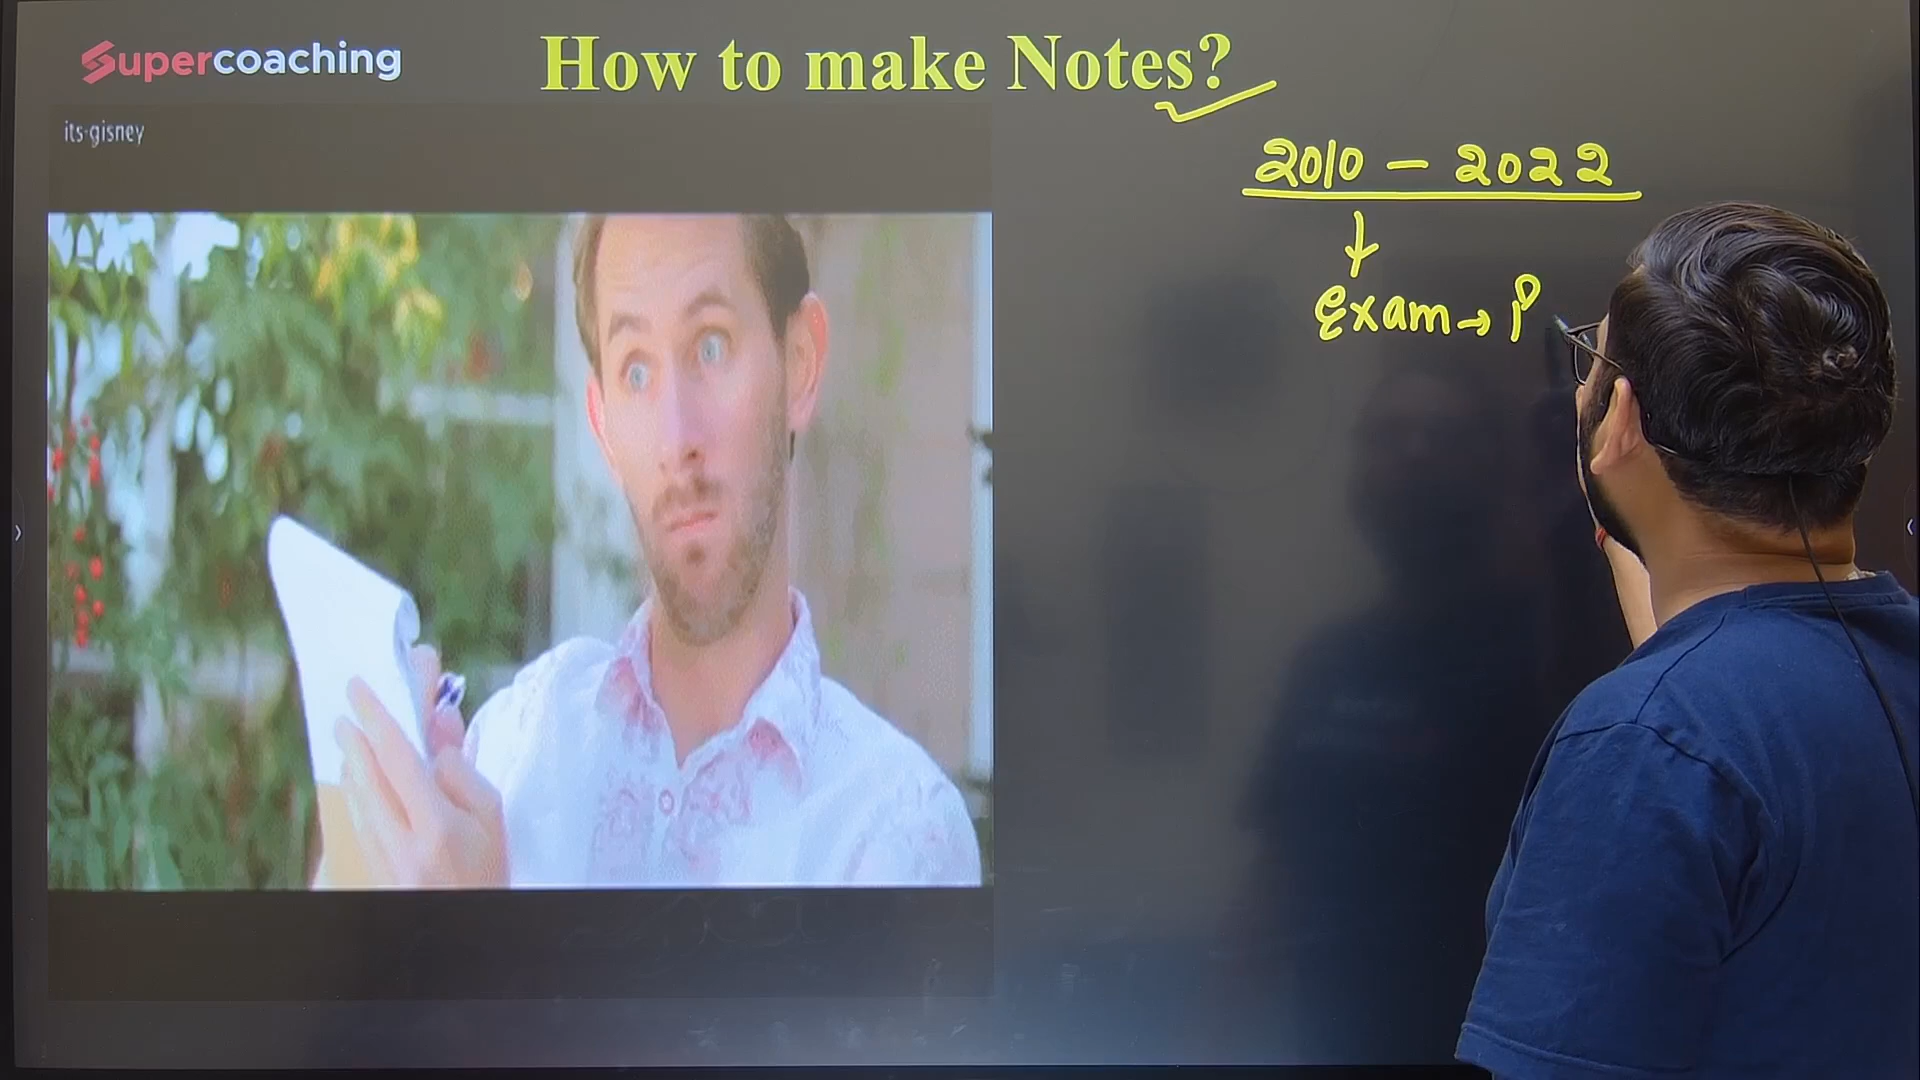 Supercoaching
How to make Notes?
its-gisney
2010 - 2022
Exam → P